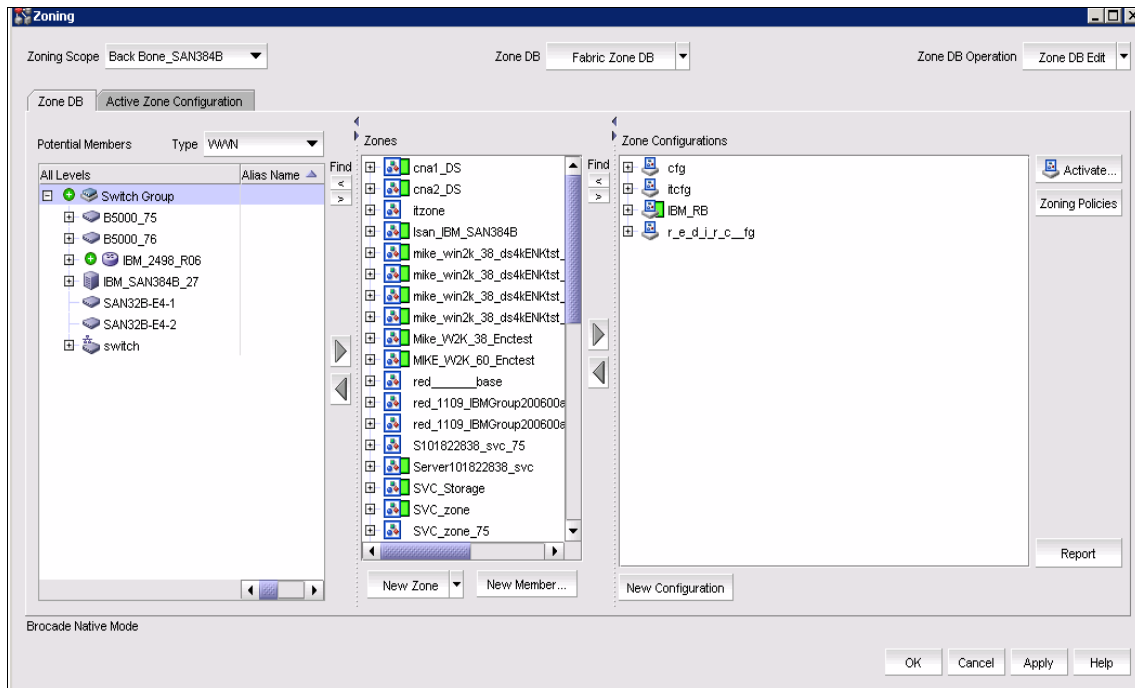 Zoning
Zoning Scope Back Bone_SAN384B Zone DB Fabric Zone DB Zone DB Operation Zone DB Edit
Zone DB Active Zone Configuration
Potential Members Type WWN
All Levels Alias Name
Switch Group
B5000_75
B5000_76
IBM_2498_R06
IBM_SAN384B_27
SAN32B-E4-1
SAN32B-E4-2
switch
Find
<
>
Zones
cna1_DS
cna2_DS
itzone
lsan_IBM_SAN384B
mike_win2k_38_ds4kENKtst_
mike_win2k_38_ds4kENKtst_
mike_win2k_38_ds4kENKtst_
mike_win2k_38_ds4kENKtst_
Mike_W2K_38_Enctest
MIKE_W2K_60_Enctest
red_______base
red_1109_IBMGroup200600a
red_1109_IBMGroup200600a
S101822838_svc_75
Server101822838_svc
SVC_Storage
SVC_zone
SVC_zone_75
New Zone New Member...
Find
<
>
Zone Configurations
cfg
itcfg
IBM_RB
r_e_d_i_r_c__fg
New Configuration
Activate...
Zoning Policies
Report
Brocade Native Mode
OK Cancel Apply Help